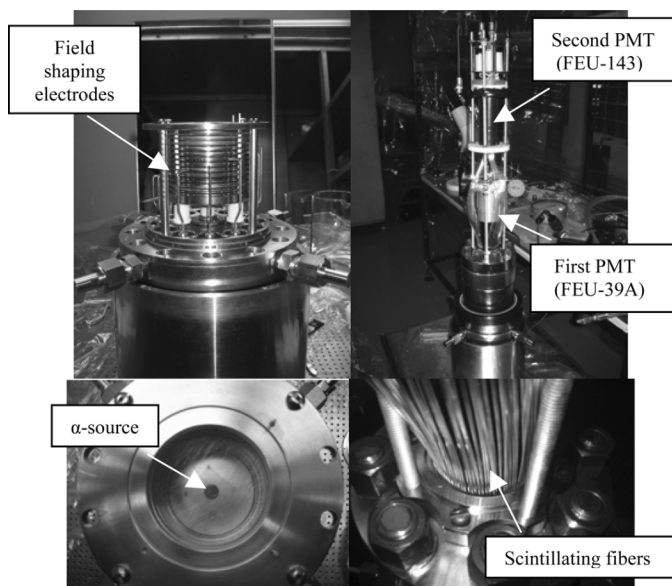 Field
shaping
electrodes
Second PMT
(FEU-143)
First PMT
(FEU-39A)
α-source
Scintillating fibers